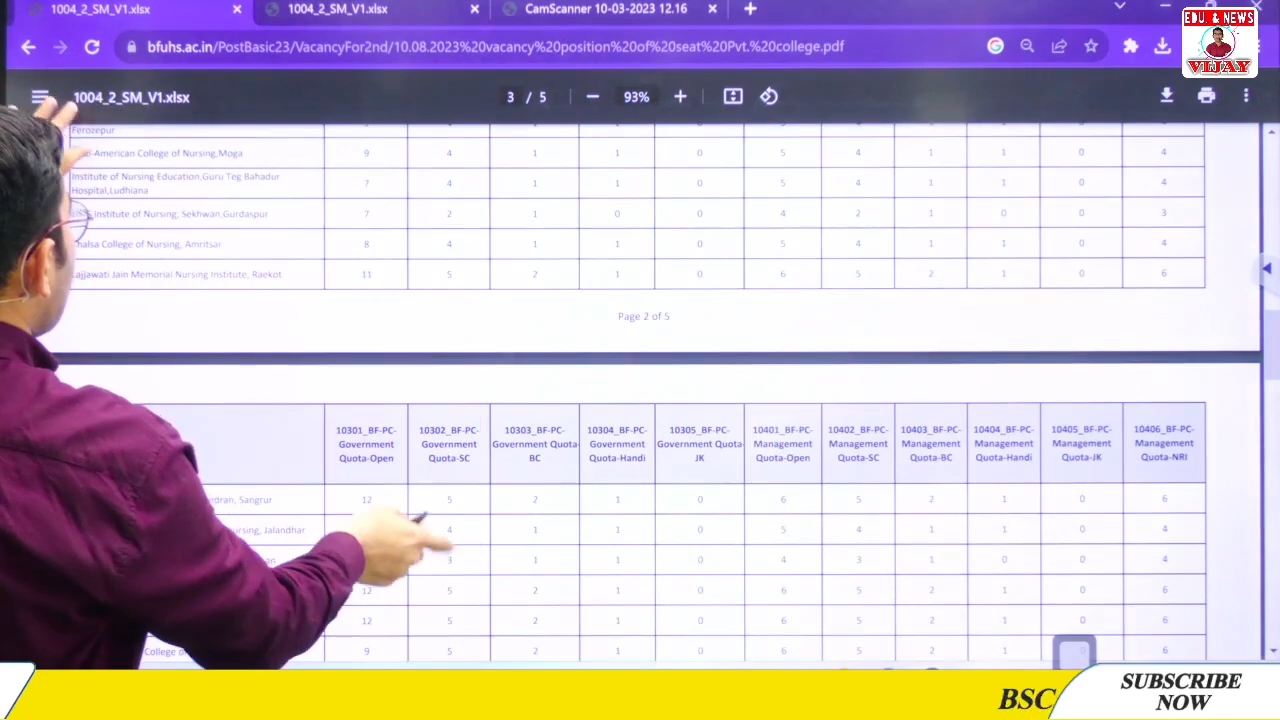 1004_2_SM_V1.xlsx
1004_2_SM_V1.xlsx
CamScanner 10-03-2023 12.16
bfuhs.ac.in/PostBasic23/VacancyFor2nd/10.08.2023%20vacancy%20position%20of%20seat%20Pvt.%20college.pdf
EDU. & NEWS
VIJAY
1004_2_SM_V1.xlsx
3 / 5
93%
Ferozepur
-American College of Nursing,Moga 9 4 1 1 0 5 4 1 1 0 4
Institute of Nursing Education,Guru Teg Bahadur
Hospital,Ludhiana 7 4 1 1 0 5 4 1 1 0 4
Institute of Nursing, Sekhwan,Gurdaspur 7 2 1 0 0 4 2 1 0 0 3
halsa College of Nursing, Amritsar 8 4 1 1 0 5 4 1 1 0 4
Lajjawati Jain Memorial Nursing Institute, Raekot 11 5 2 1 0 6 5 2 1 0 6
Page 2 of 5
10301_BF-PC- 10302_BF-PC- 10303_BF-PC- 10304_BF-PC- 10305_BF-PC- 10401_BF-PC- 10402_BF-PC- 10403_BF-PC- 10404_BF-PC- 10405_BF-PC- 10406_BF-PC-
Government Government Government Quota- Government Government Quota- Management Management Management Management Management Management
Quota-Open Quota-SC BC Quota-Handi JK Quota-Open Quota-SC Quota-BC Quota-Handi Quota-JK Quota-NRI
edran, Sangrur 12 5 2 1 0 6 5 2 1 0 6
ursing, Jalandhar 4 1 1 0 5 4 1 1 0 4
3 1 1 0 4 3 1 0 0 4
12 5 2 1 0 6 5 2 1 0 6
12 5 2 1 0 6 5 2 1 0 6
College of 9 5 2 1 0 6 5 2 1 0 6
BSC
SUBSCRIBE
NOW